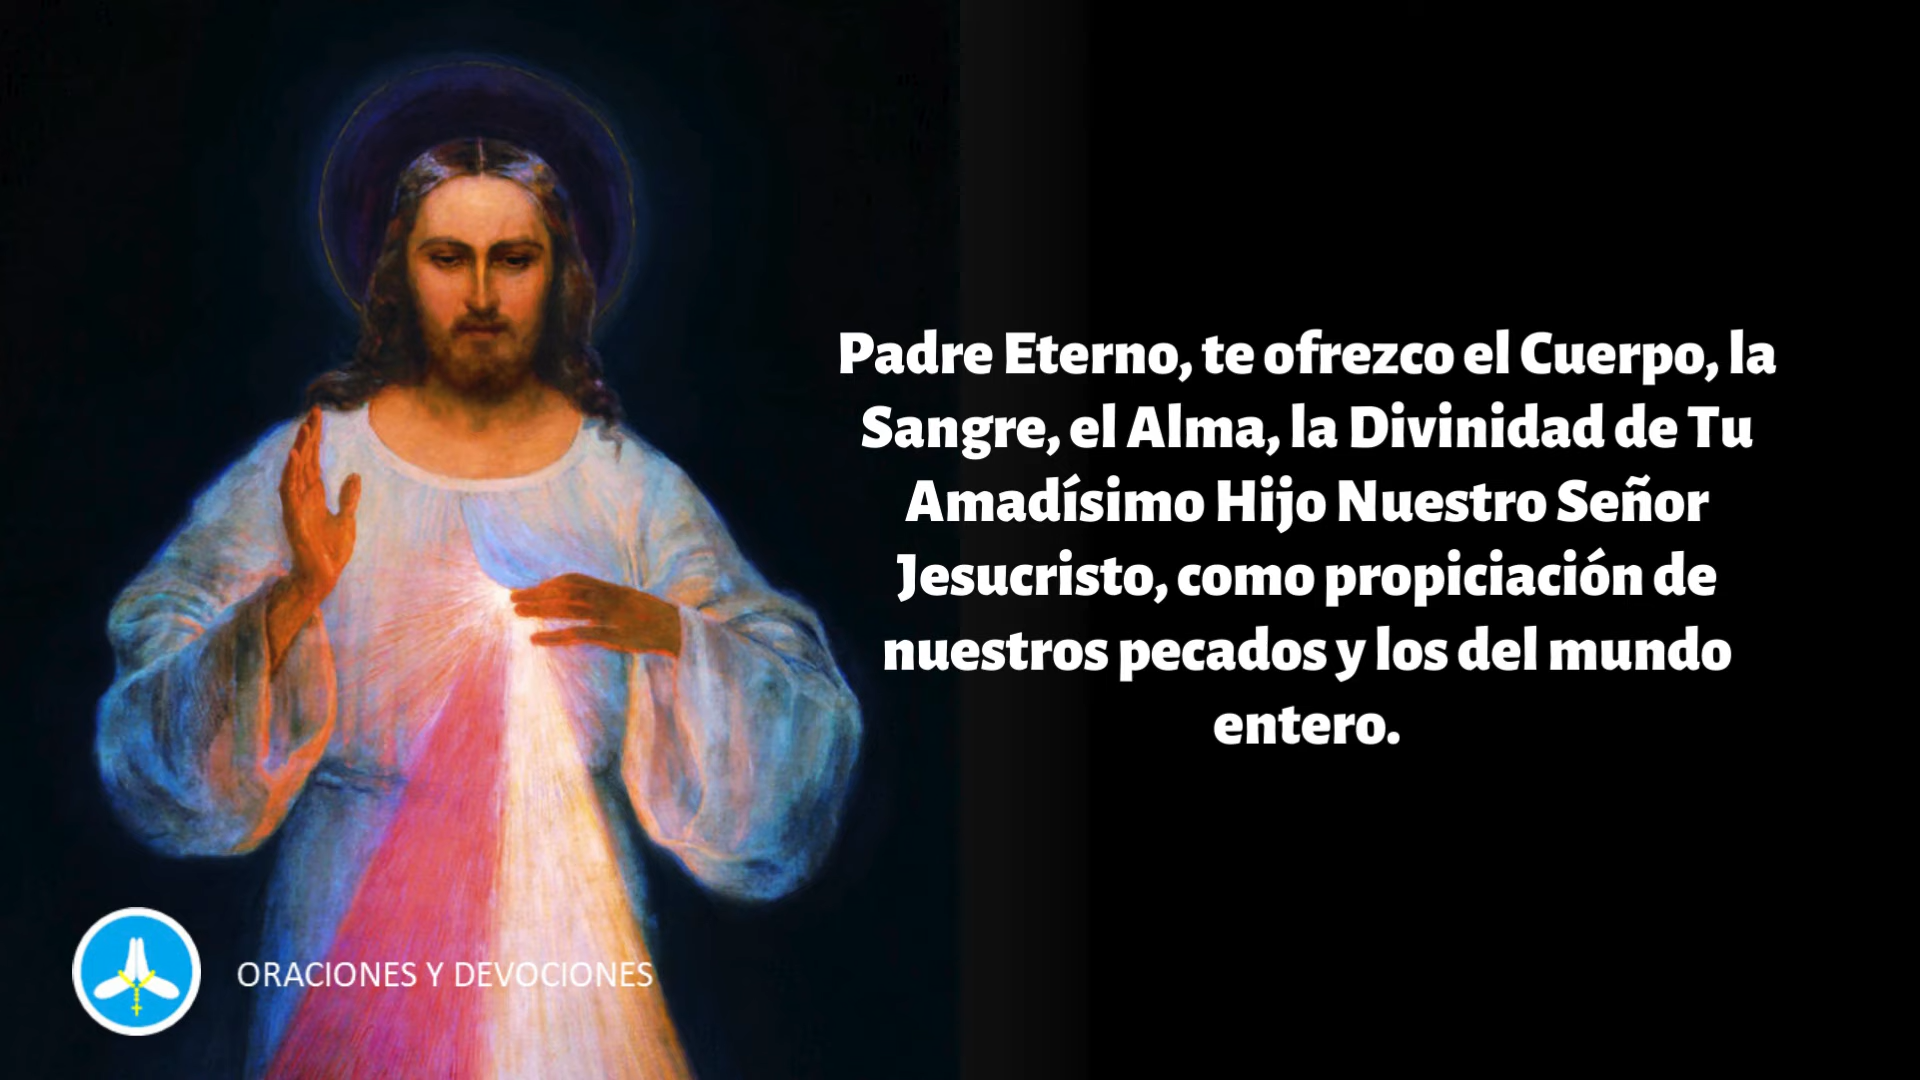 Padre Eterno, te ofrezco el Cuerpo, la
Sangre, el Alma, la Divinidad de Tu
Amadísimo Hijo Nuestro Señor
Jesucristo, como propiciación de
nuestros pecados y los del mundo
entero.
ORACIONES Y DEVOCIONES